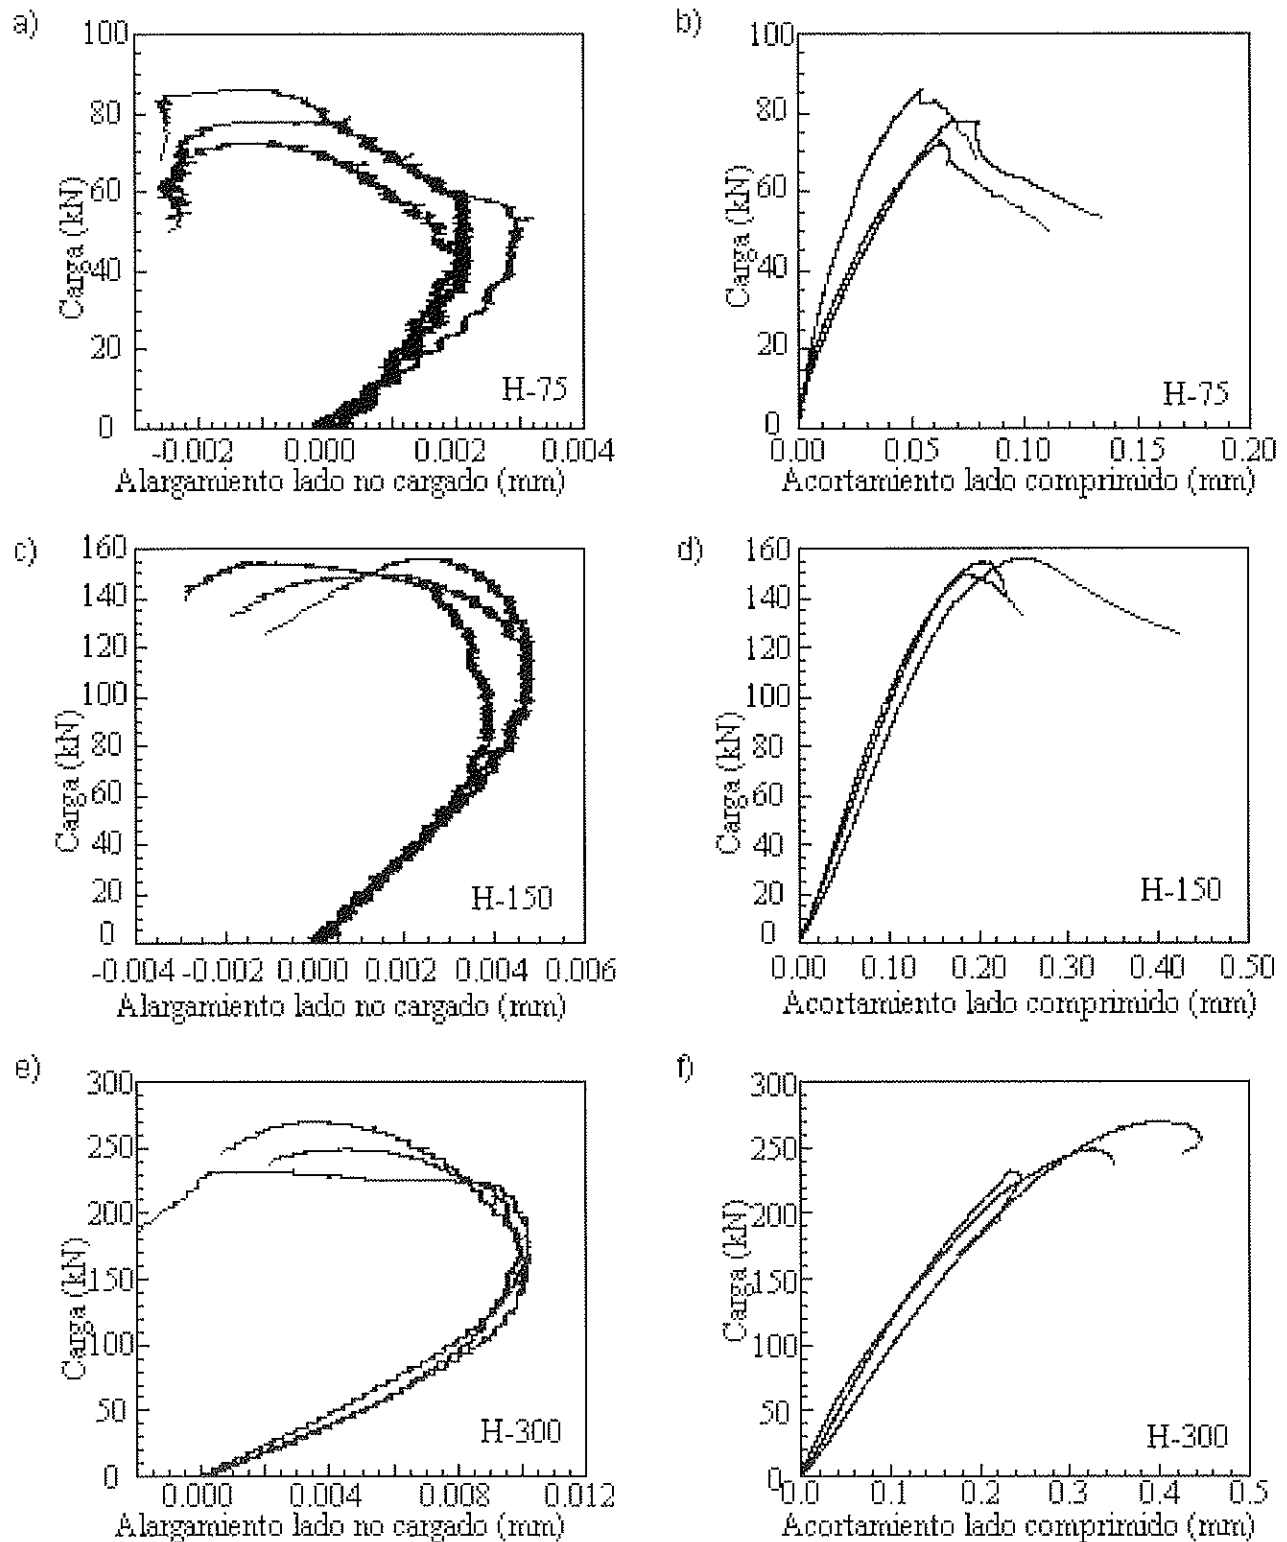 a)
100
80
60
40
20
0
Carga (kN)
H-75
-0.002 0.000 0.002 0.004
Alargamiento lado no cargado (mm)
b)
100
80
60
40
20
0
Carga (kN)
H-75
0.00 0.05 0.10 0.15 0.20
Acortamiento lado comprimido (mm)
c)
160
140
120
100
80
60
40
20
0
Carga (kN)
H-150
-0.004 -0.002 0.000 0.002 0.004 0.006
Alargamiento lado no cargado (mm)
d)
160
140
120
100
80
60
40
20
0
Carga (kN)
H-150
0.00 0.10 0.20 0.30 0.40 0.50
Acortamiento lado comprimido (mm)
e)
300
250
200
150
100
50
0
Carga (kN)
H-300
0.000 0.004 0.008 0.012
Alargamiento lado no cargado (mm)
f)
300
250
200
150
100
50
0
Carga (kN)
H-300
0.0 0.1 0.2 0.3 0.4 0.5
Acortamiento lado comprimido (mm)